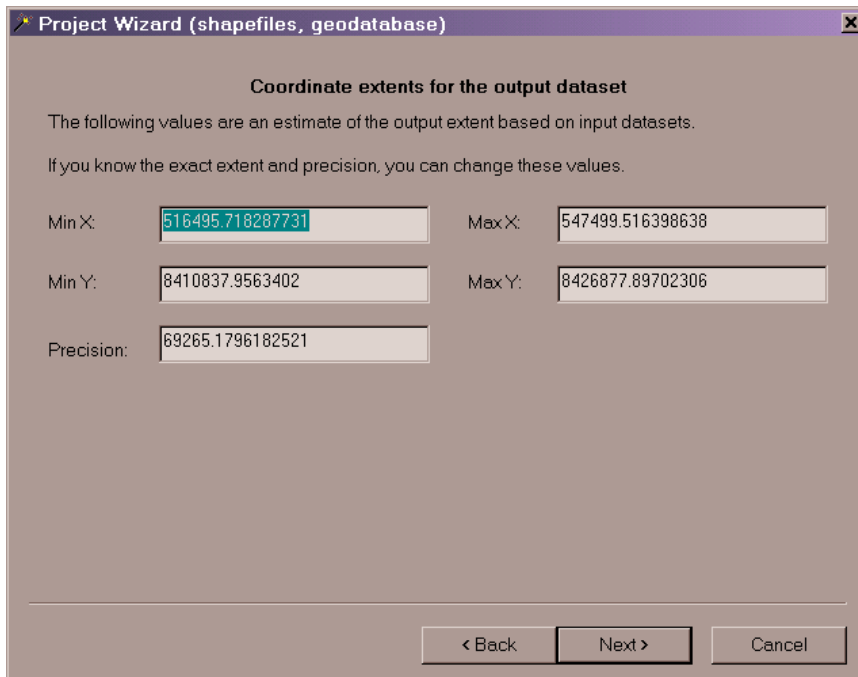 Project Wizard (shapefiles, geodatabase)
Coordinate extents for the output dataset
The following values are an estimate of the output extent based on input datasets.
If you know the exact extent and precision, you can change these values.
Min X: 516495.718287731 Max X: 547499.516398638
Min Y: 8410837.9563402 Max Y: 8426877.89702306
Precision: 69265.1796182521
< Back Next > Cancel